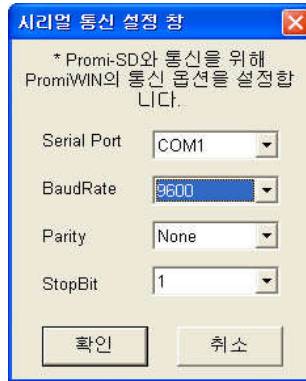 시리얼 통신 설정 창
* Promi-SD와 통신을 위해
PromiWIN의 통신 옵션을 설정합
니다.
Serial Port COM1
BaudRate 9600
Parity None
StopBit 1
확인 취소